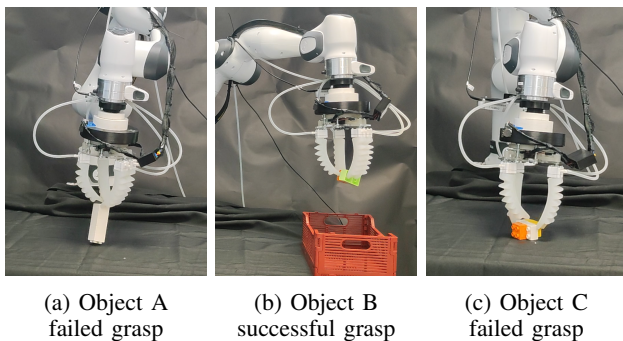 (a) Object A
failed grasp
(b) Object B
successful grasp
(c) Object C
failed grasp